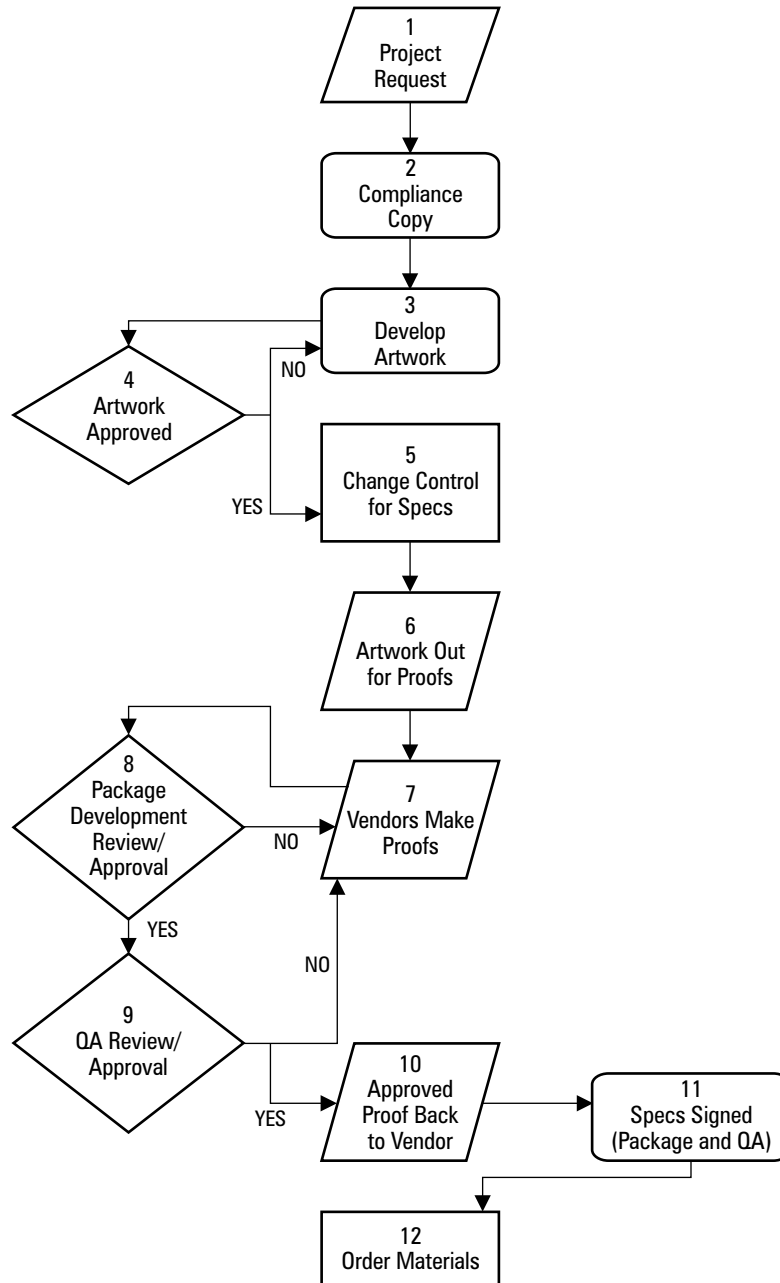 1
Project
Request
2
Compliance
Copy
3
Develop
Artwork
4
Artwork
Approved
NO
YES
5
Change Control
for Specs
6
Artwork Out
for Proofs
7
Vendors Make
Proofs
8
Package
Development
Review/
Approval
NO
YES
9
QA Review/
Approval
NO
YES
10
Approved
Proof Back
to Vendor
11
Specs Signed
(Package and QA)
12
Order Materials